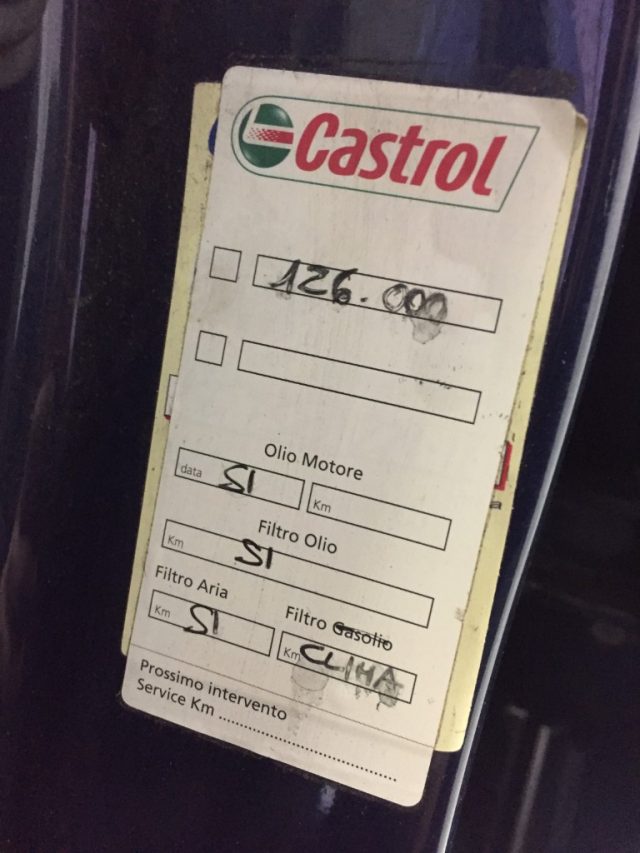 Castrol
126.000
Olio Motore
data SI Km
Filtro Olio
Km SI
Filtro Aria Filtro Gasolio
Km SI Km CLIMA
Prossimo intervento
Service Km ................................